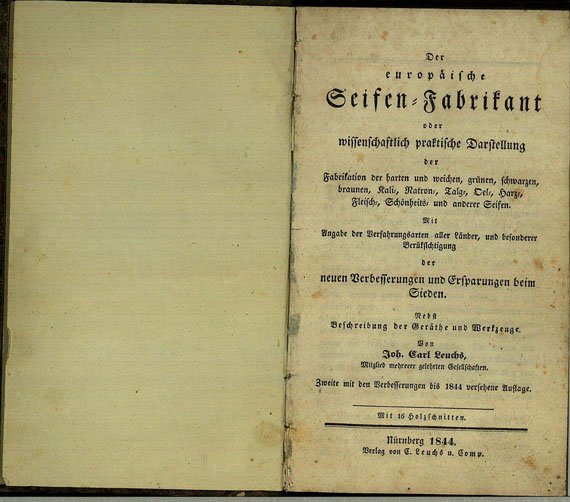 Der
europäische
Seifen-Fabrikant
oder
wissenschaftlich praktische Darstellung
der
Fabrikation der harten und weichen, grünen, schwarzen,
braunen, Kali-, Natron-, Talg-, Oel-, Harz-,
Fleisch-, Schönheits- und anderer Seifen.
Mit
Angabe der Verfahrungsarten aller Länder, und besonderer
Berüksichtigung
der
neuen Verbesserungen und Ersparungen beim
Sieden.
Nebst
Beschreibung der Geräthe und Werkzeuge.
Von
Joh. Carl Leuchs,
Mitglied mehrerer gelehrten Gesellschaften.
Zweite mit den Verbesserungen bis 1844 versehene Auflage.
Mit 16 Holzschnitten.
Nürnberg 1844.
Verlag von C. Leuchs u. Comp.